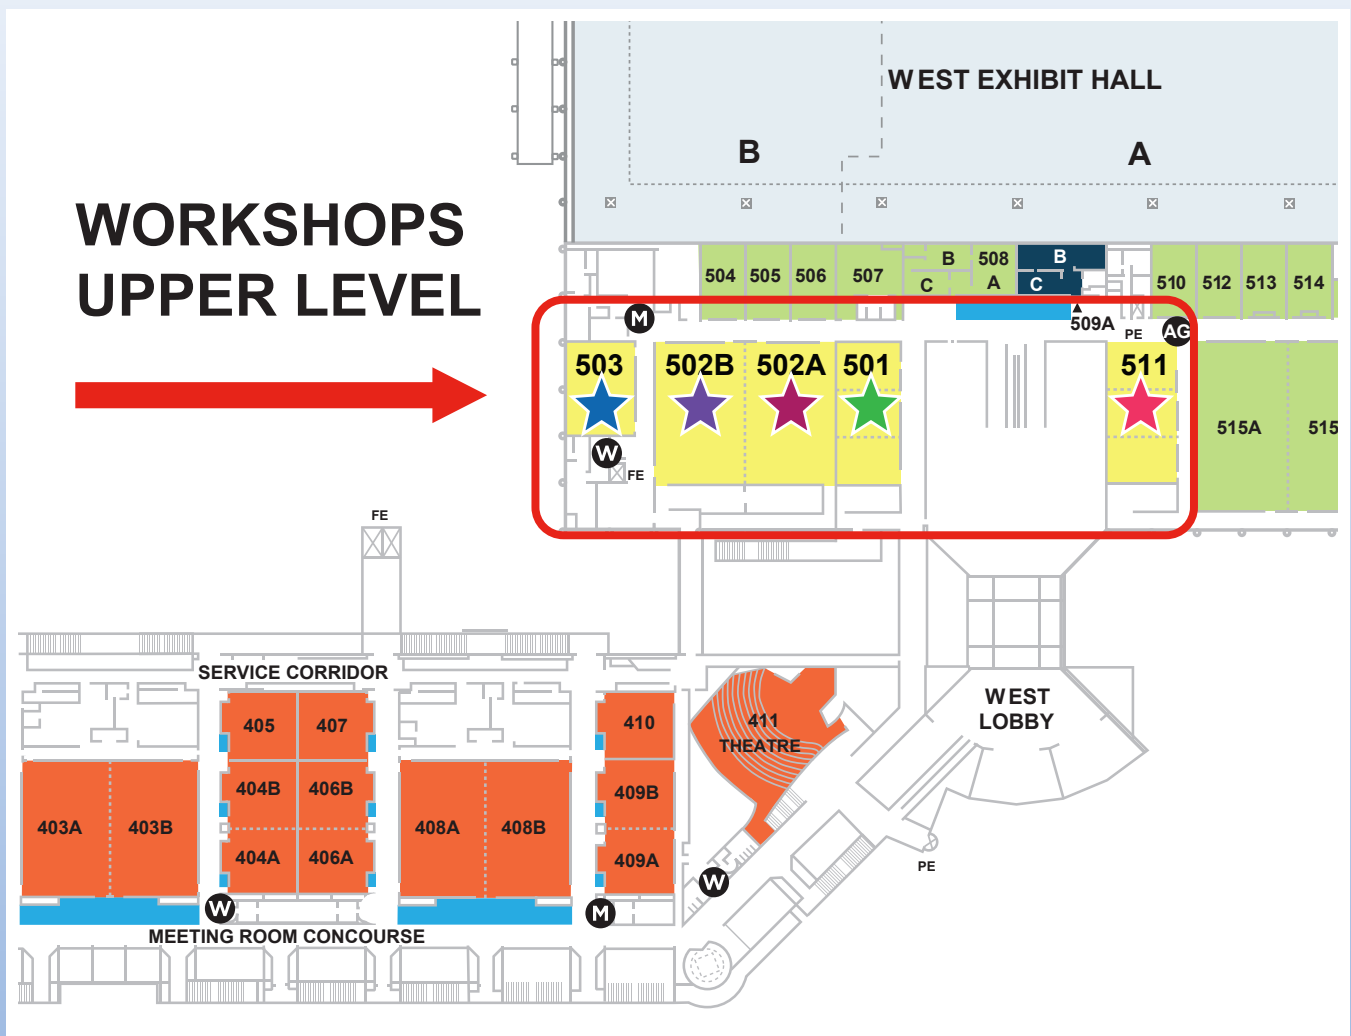 WEST EXHIBIT HALL
B
A
WORKSHOPS
UPPER LEVEL
504
505
506
507
B
C
508
A
B
C
509A
510
512
513
514
M
PE
AG
503
502B
502A
501
511
515A
515
W
FE
FE
SERVICE CORRIDOR
405
407
410
411
THEATRE
WEST
LOBBY
404B
406B
409B
403A
403B
408A
408B
404A
406A
409A
PE
W
W
M
MEETING ROOM CONCOURSE